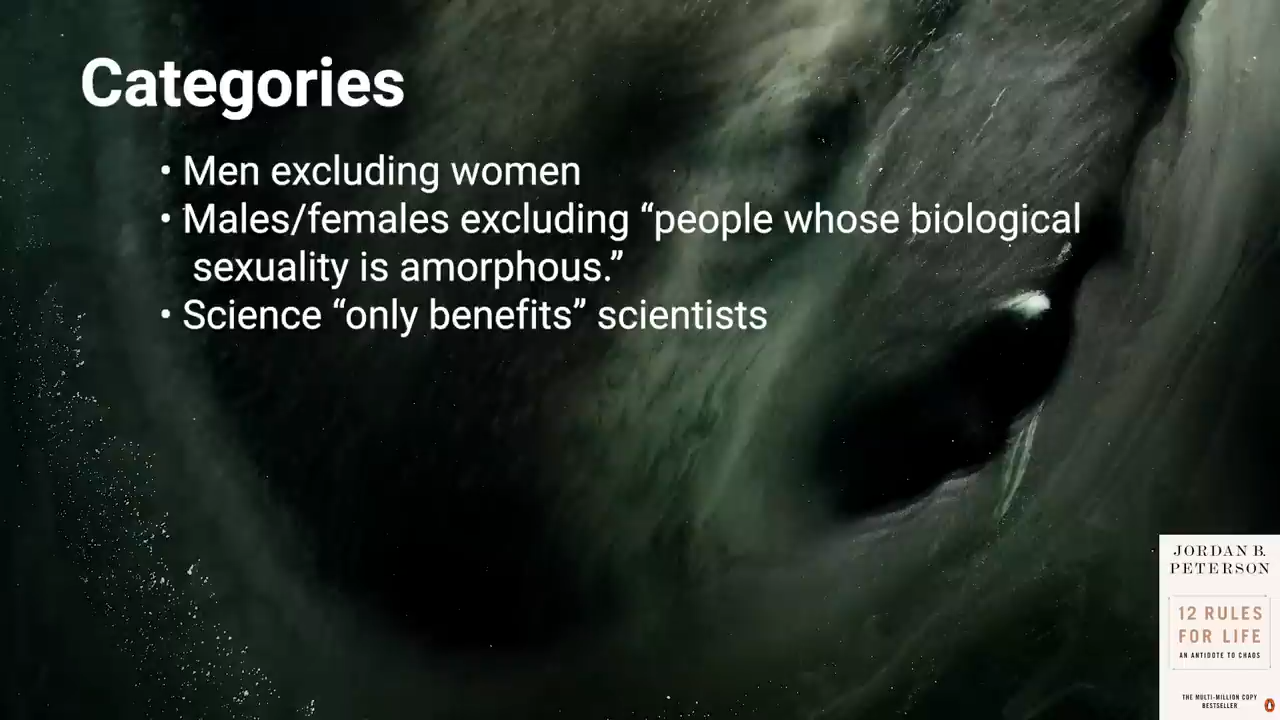 Categories
• Men excluding women
• Males/females excluding “people whose biological
sexuality is amorphous.”
• Science “only benefits” scientists
JORDAN B.
PETERSON
12 RULES
FOR LIFE
AN ANTIDOTE TO CHAOS
THE MULTI-MILLION COPY
BESTSELLER